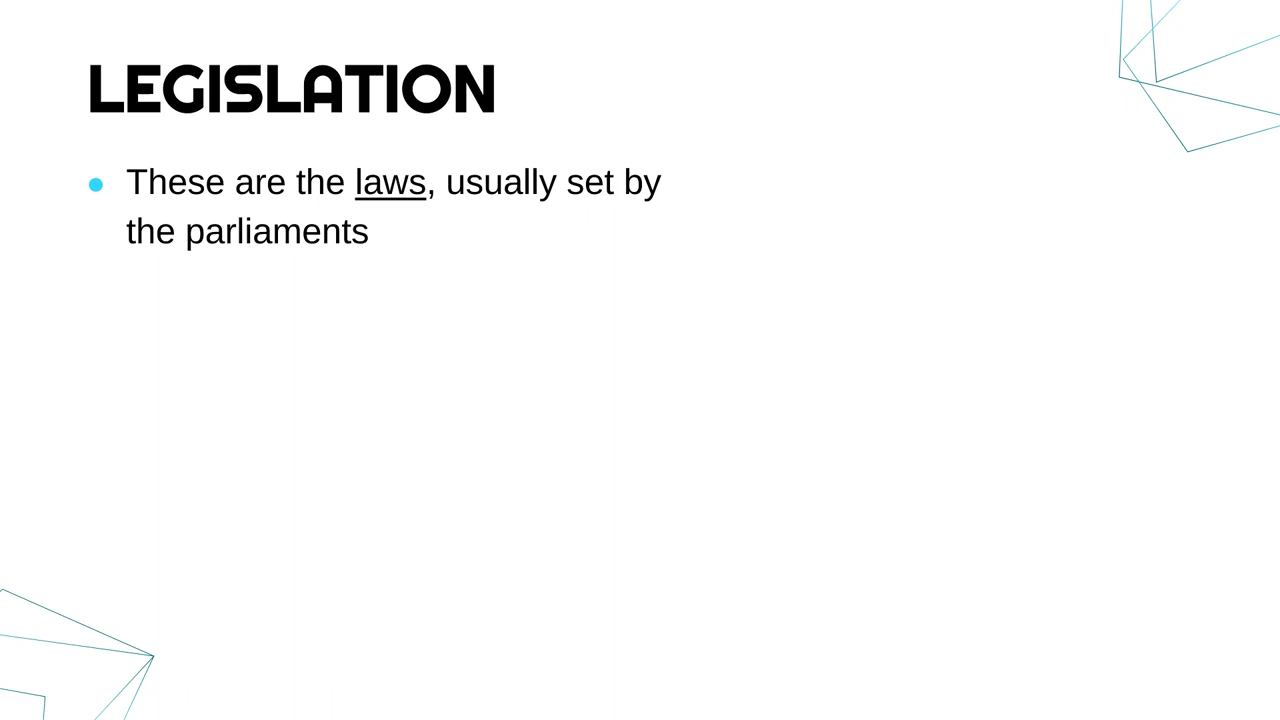 LEGISLATION
These are the laws, usually set by
the parliaments